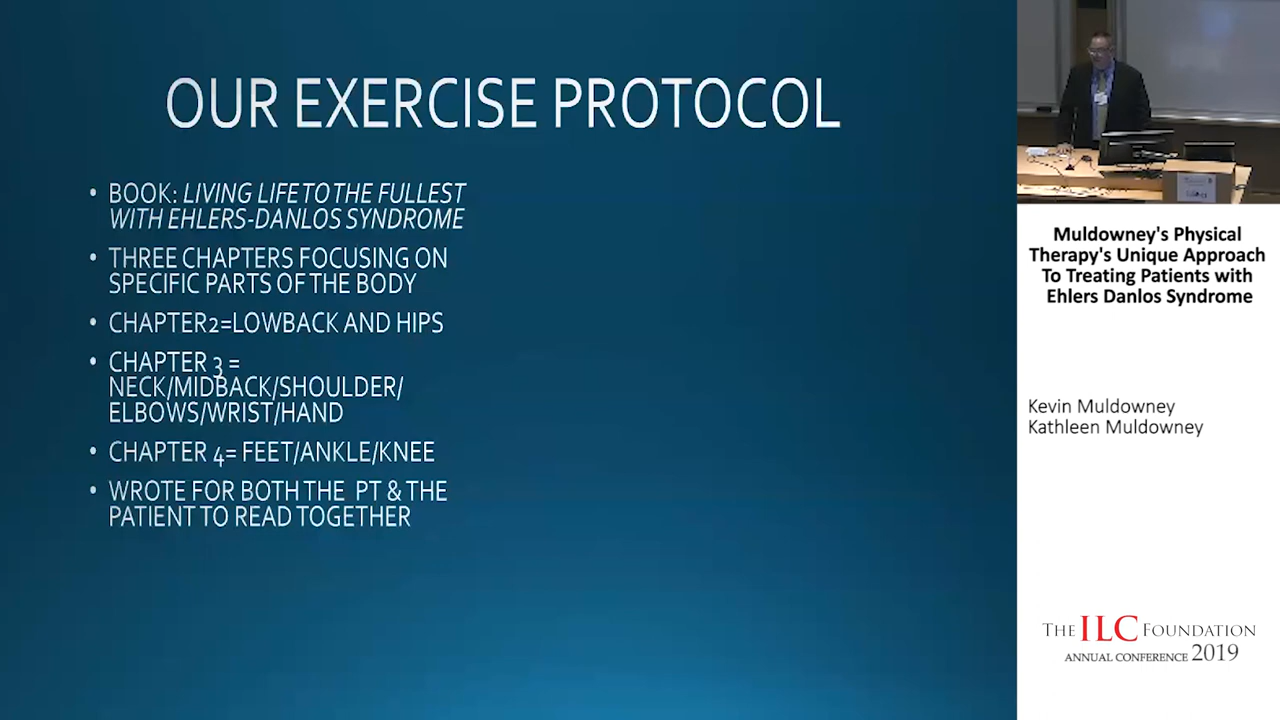 OUR EXERCISE PROTOCOL
• BOOK: LIVING LIFE TO THE FULLEST
WITH EHLERS-DANLOS SYNDROME
• THREE CHAPTERS FOCUSING ON
SPECIFIC PARTS OF THE BODY
• CHAPTER2=LOWBACK AND HIPS
• CHAPTER 3 =
NECK/MIDBACK/SHOULDER/
ELBOWS/WRIST/HAND
• CHAPTER 4= FEET/ANKLE/KNEE
• WROTE FOR BOTH THE PT & THE
PATIENT TO READ TOGETHER
Muldowney's Physical
Therapy's Unique Approach
To Treating Patients with
Ehlers Danlos Syndrome
Kevin Muldowney
Kathleen Muldowney
THE ILC FOUNDATION
ANNUAL CONFERENCE 2019